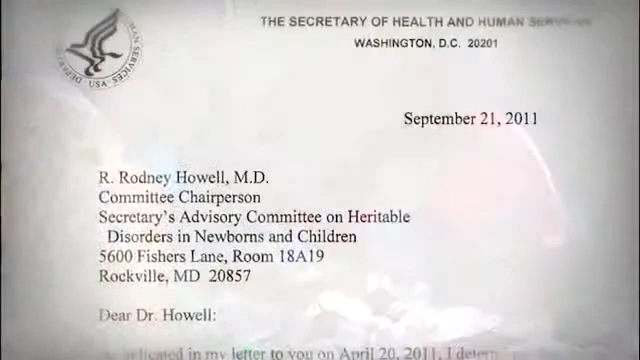 THE SECRETARY OF HEALTH AND HUMAN SERVICES
WASHINGTON, D.C. 20201
USA
September 21, 2011
R. Rodney Howell, M.D.
Committee Chairperson
Secretary's Advisory Committee on Heritable
Disorders in Newborns and Children
5600 Fishers Lane, Room 18A19
Rockville, MD 20857
Dear Dr. Howell:
indicated in my letter to you on April 20, 2011, I